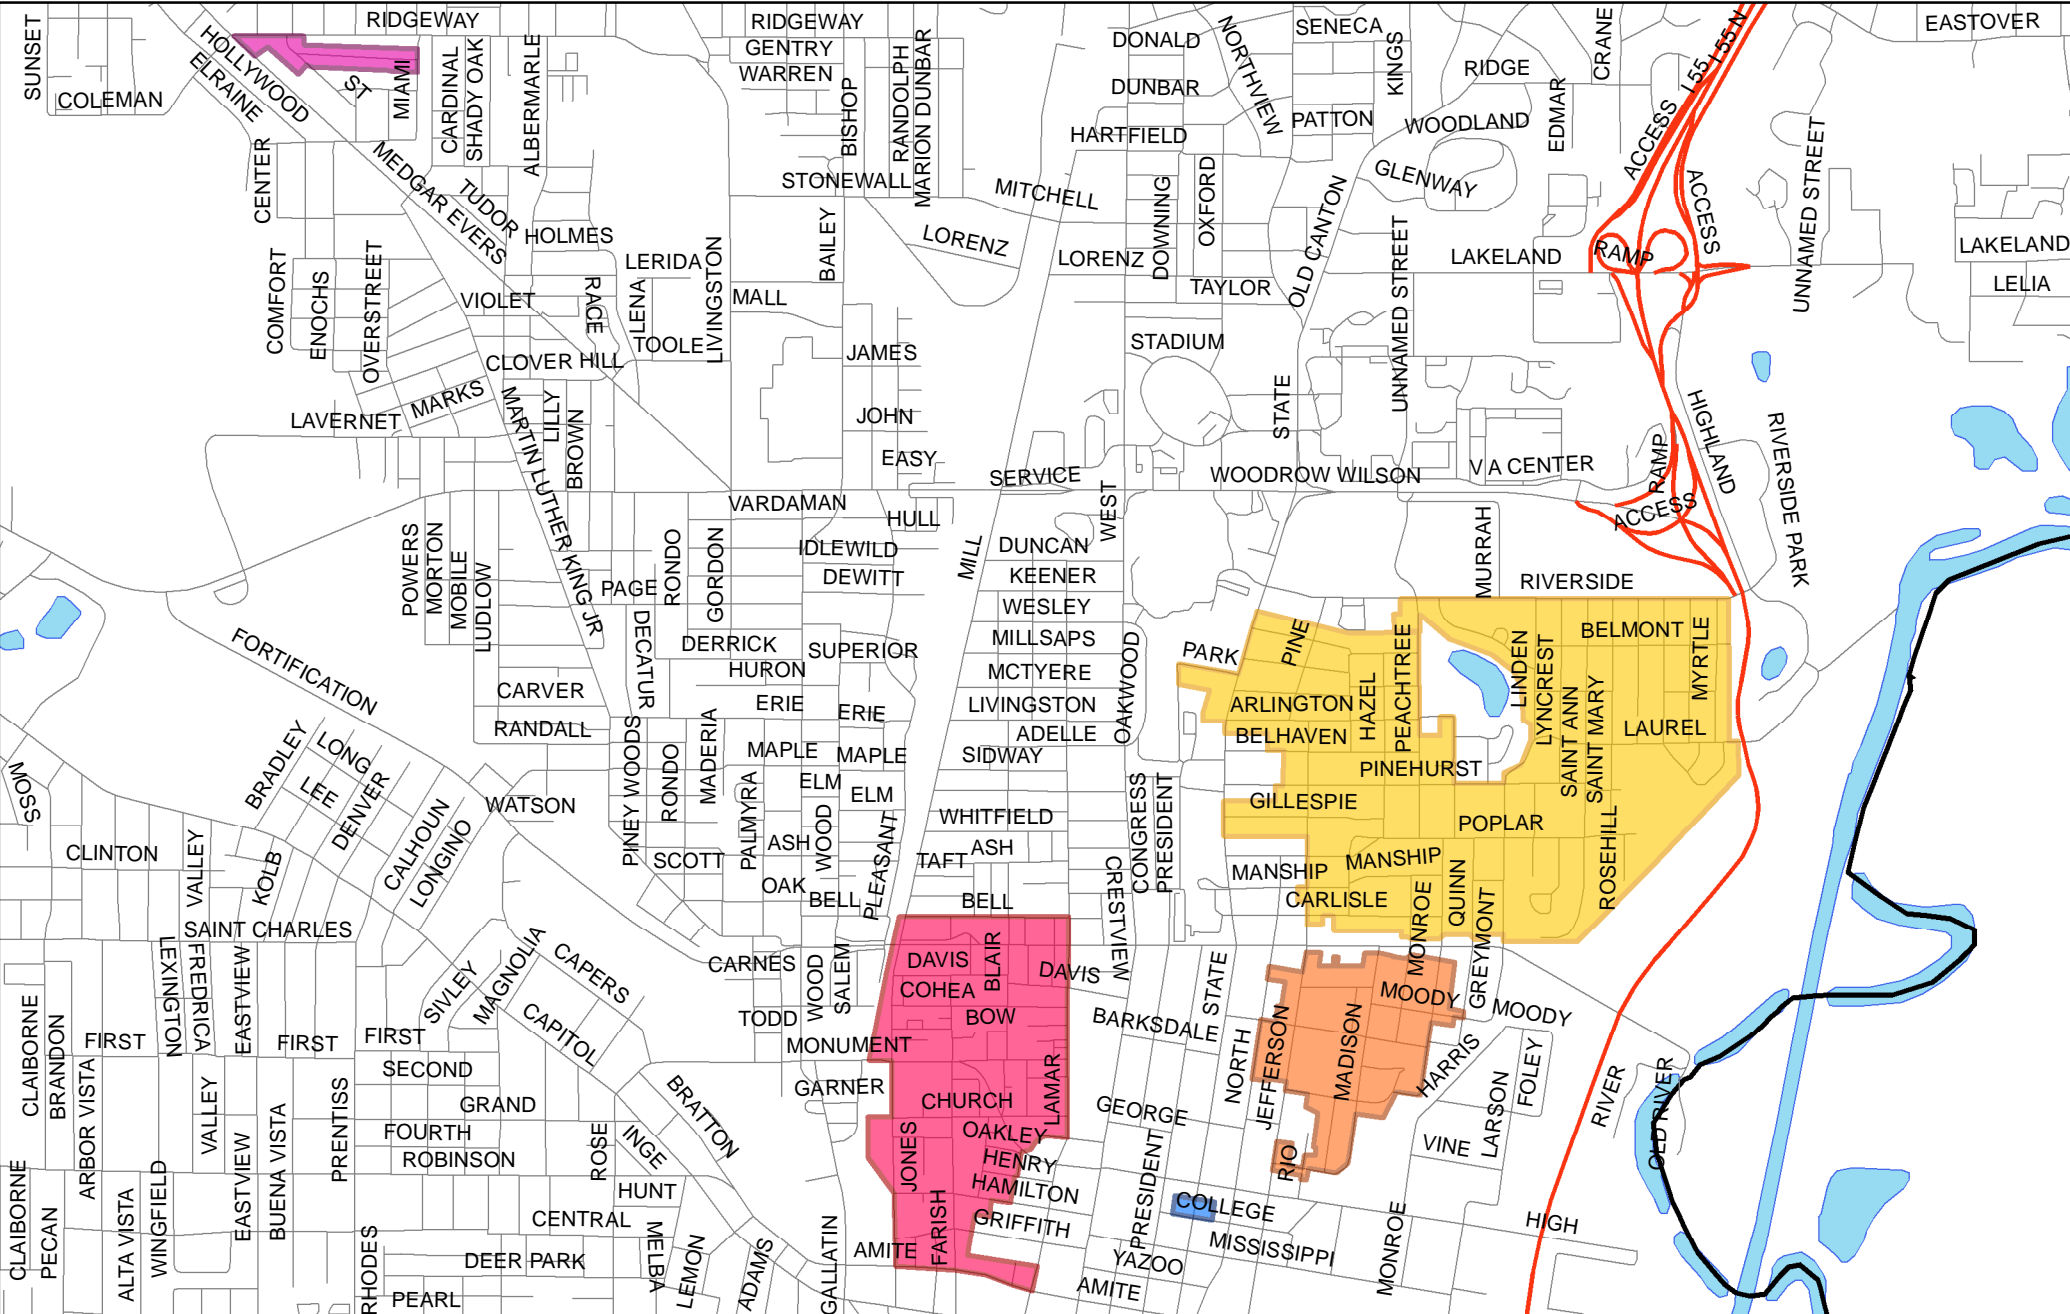 RIDGEWAY
RIDGEWAY
SENECA
EASTOVER
SUNSET
HOLLYWOOD
ELRAINE
COLEMAN
ST
MIAMI
CARDINAL
SHADY OAK
ALBERMARLE
GENTRY
WARREN
BISHOP
RANDOLPH
MARION DUNBAR
DONALD
DUNBAR
NORTHVIEW
KINGS
RIDGE
CRANE
EDMAR
I 55
I 55 N
ACCESS
HARTFIELD
PATTON
WOODLAND
GLENWAY
CENTER
MEDGAR EVERS
TUDOR
HOLMES
STONEWALL
MITCHELL
LORENZ
LORENZ
DOWNING
OXFORD
OLD CANTON
ACCESS
UNNAMED STREET
LAKELAND
RAMP
LAKELAND
LELIA
COMFORT
ENOCHS
OVERSTREET
VIOLET
RACE
LERIDA
LENA
TOOLE
LIVINGSTON
BAILEY
MALL
TAYLOR
UNNAMED STREET
STADIUM
CLOVER HILL
JAMES
JOHN
EASY
LAVERNET
MARKS
MARTIN LUTHER KING JR
LILLY
BROWN
STATE
HIGHLAND
RIVERSIDE PARK
SERVICE
WOODROW WILSON
V A CENTER
RAMP
ACCESS
VARDAMAN
HULL
WEST
MILL
POWERS
MORTON
MOBILE
LUDLOW
PAGE
RONDO
GORDON
IDLEWILD
DEWITT
DUNCAN
KEENER
WESLEY
MILLSAPS
MCTYERE
LIVINGSTON
ADELLE
SIDWAY
OAKWOOD
MURRAH
RIVERSIDE
FORTIFICATION
DECATUR
DERRICK
HURON
SUPERIOR
ERIE
ERIE
CARVER
RANDALL
PARK
PINE
ARLINGTON
BELHAVEN
HAZEL
PEACHTREE
LINDEN
LYNCREST
BELMONT
MYRTLE
SAINT ANN
SAINT MARY
LAUREL
PINEHURST
GILLESPIE
POPLAR
ROSEHILL
MOSS
BRADLEY
LONG
LEE
DENVER
CALHOUN
LONGINO
WATSON
PINEY WOODS
RONDO
MADERIA
PALMYRA
MAPLE
MAPLE
ELM
ELM
WOOD
ASH
PLEASANT
SCOTT
OAK
BELL
WHITFIELD
ASH
TAFT
BELL
CONGRESS
PRESIDENT
CRESTVIEW
MANSHIP
MANSHIP
CARLISLE
MONROE
QUINN
GREYMONT
CLINTON
VALLEY
KOLB
SAINT CHARLES
LEXINGTON
FREDRICA
EASTVIEW
SIVLEY
MAGNOLIA
CAPERS
CAPITOL
CARNES
WOOD
SALEM
TODD
MONUMENT
GARNER
DAVIS
BLAIR
DAVIS
COHEA
BOW
BARKSDALE
STATE
NORTH
JEFFERSON
MADISON
MOODY
MOODY
HARRIS
FOLEY
LARSON
VINE
RIVER
OLD RIVER
CLAIBORNE
BRANDON
ARBOR VISTA
FIRST
FIRST
FIRST
SECOND
GRAND
FOURTH
ROBINSON
VALLEY
EASTVIEW
BUENA VISTA
PRENTISS
ROSE
INGE
BRATTON
CHURCH
LAMAR
OAKLEY
HENRY
HAMILTON
GRIFFITH
JONES
FARISH
AMITE
GEORGE
PRESIDENT
COLLEGE
MISSISSIPPI
YAZOO
AMITE
RIO
MONROE
HIGH
CLAIBORNE
PECAN
ALTA VISTA
WINGFIELD
RHODES
HUNT
CENTRAL
DEER PARK
PEARL
MELBA
LEMON
ADAMS
GALLATIN